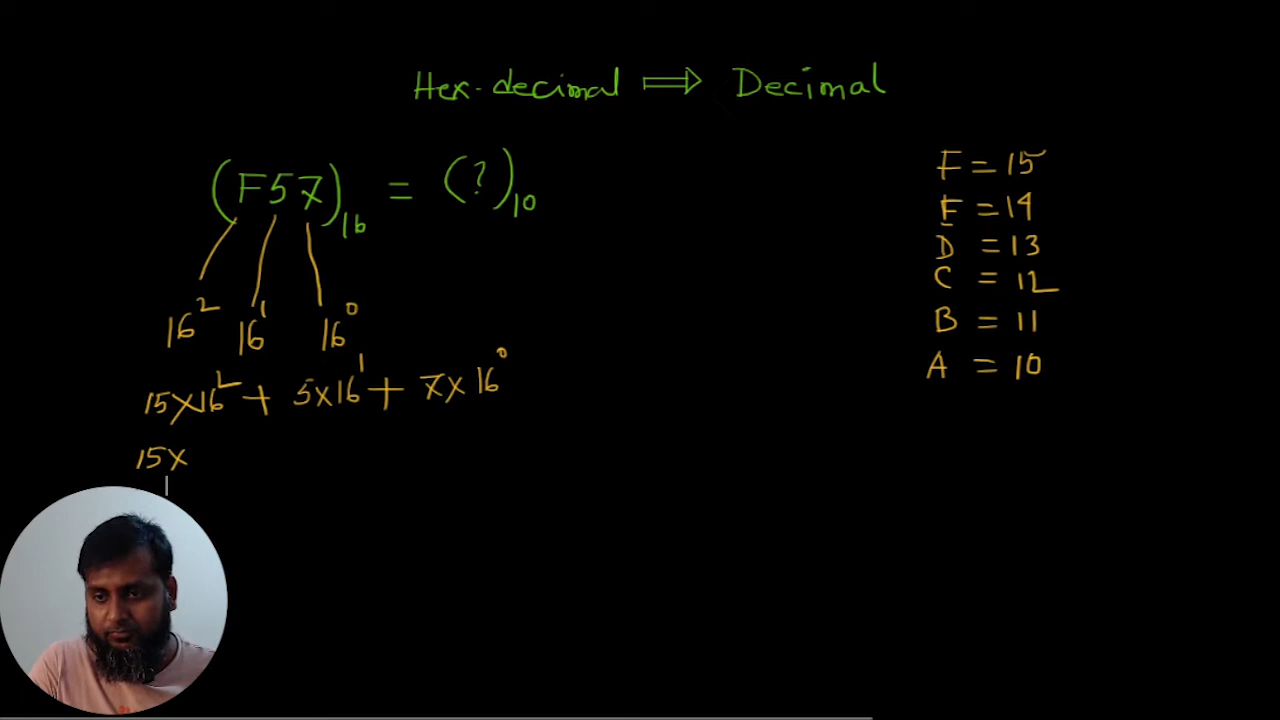 Hex-decimal ⟹ Decimal
(F57)₁₆ = (?)₁₀
16² 16¹ 16⁰
15×16² + 5×16¹ + 7×16⁰
15×
F = 15
F = 14
D = 13
C = 12
B = 11
A = 10